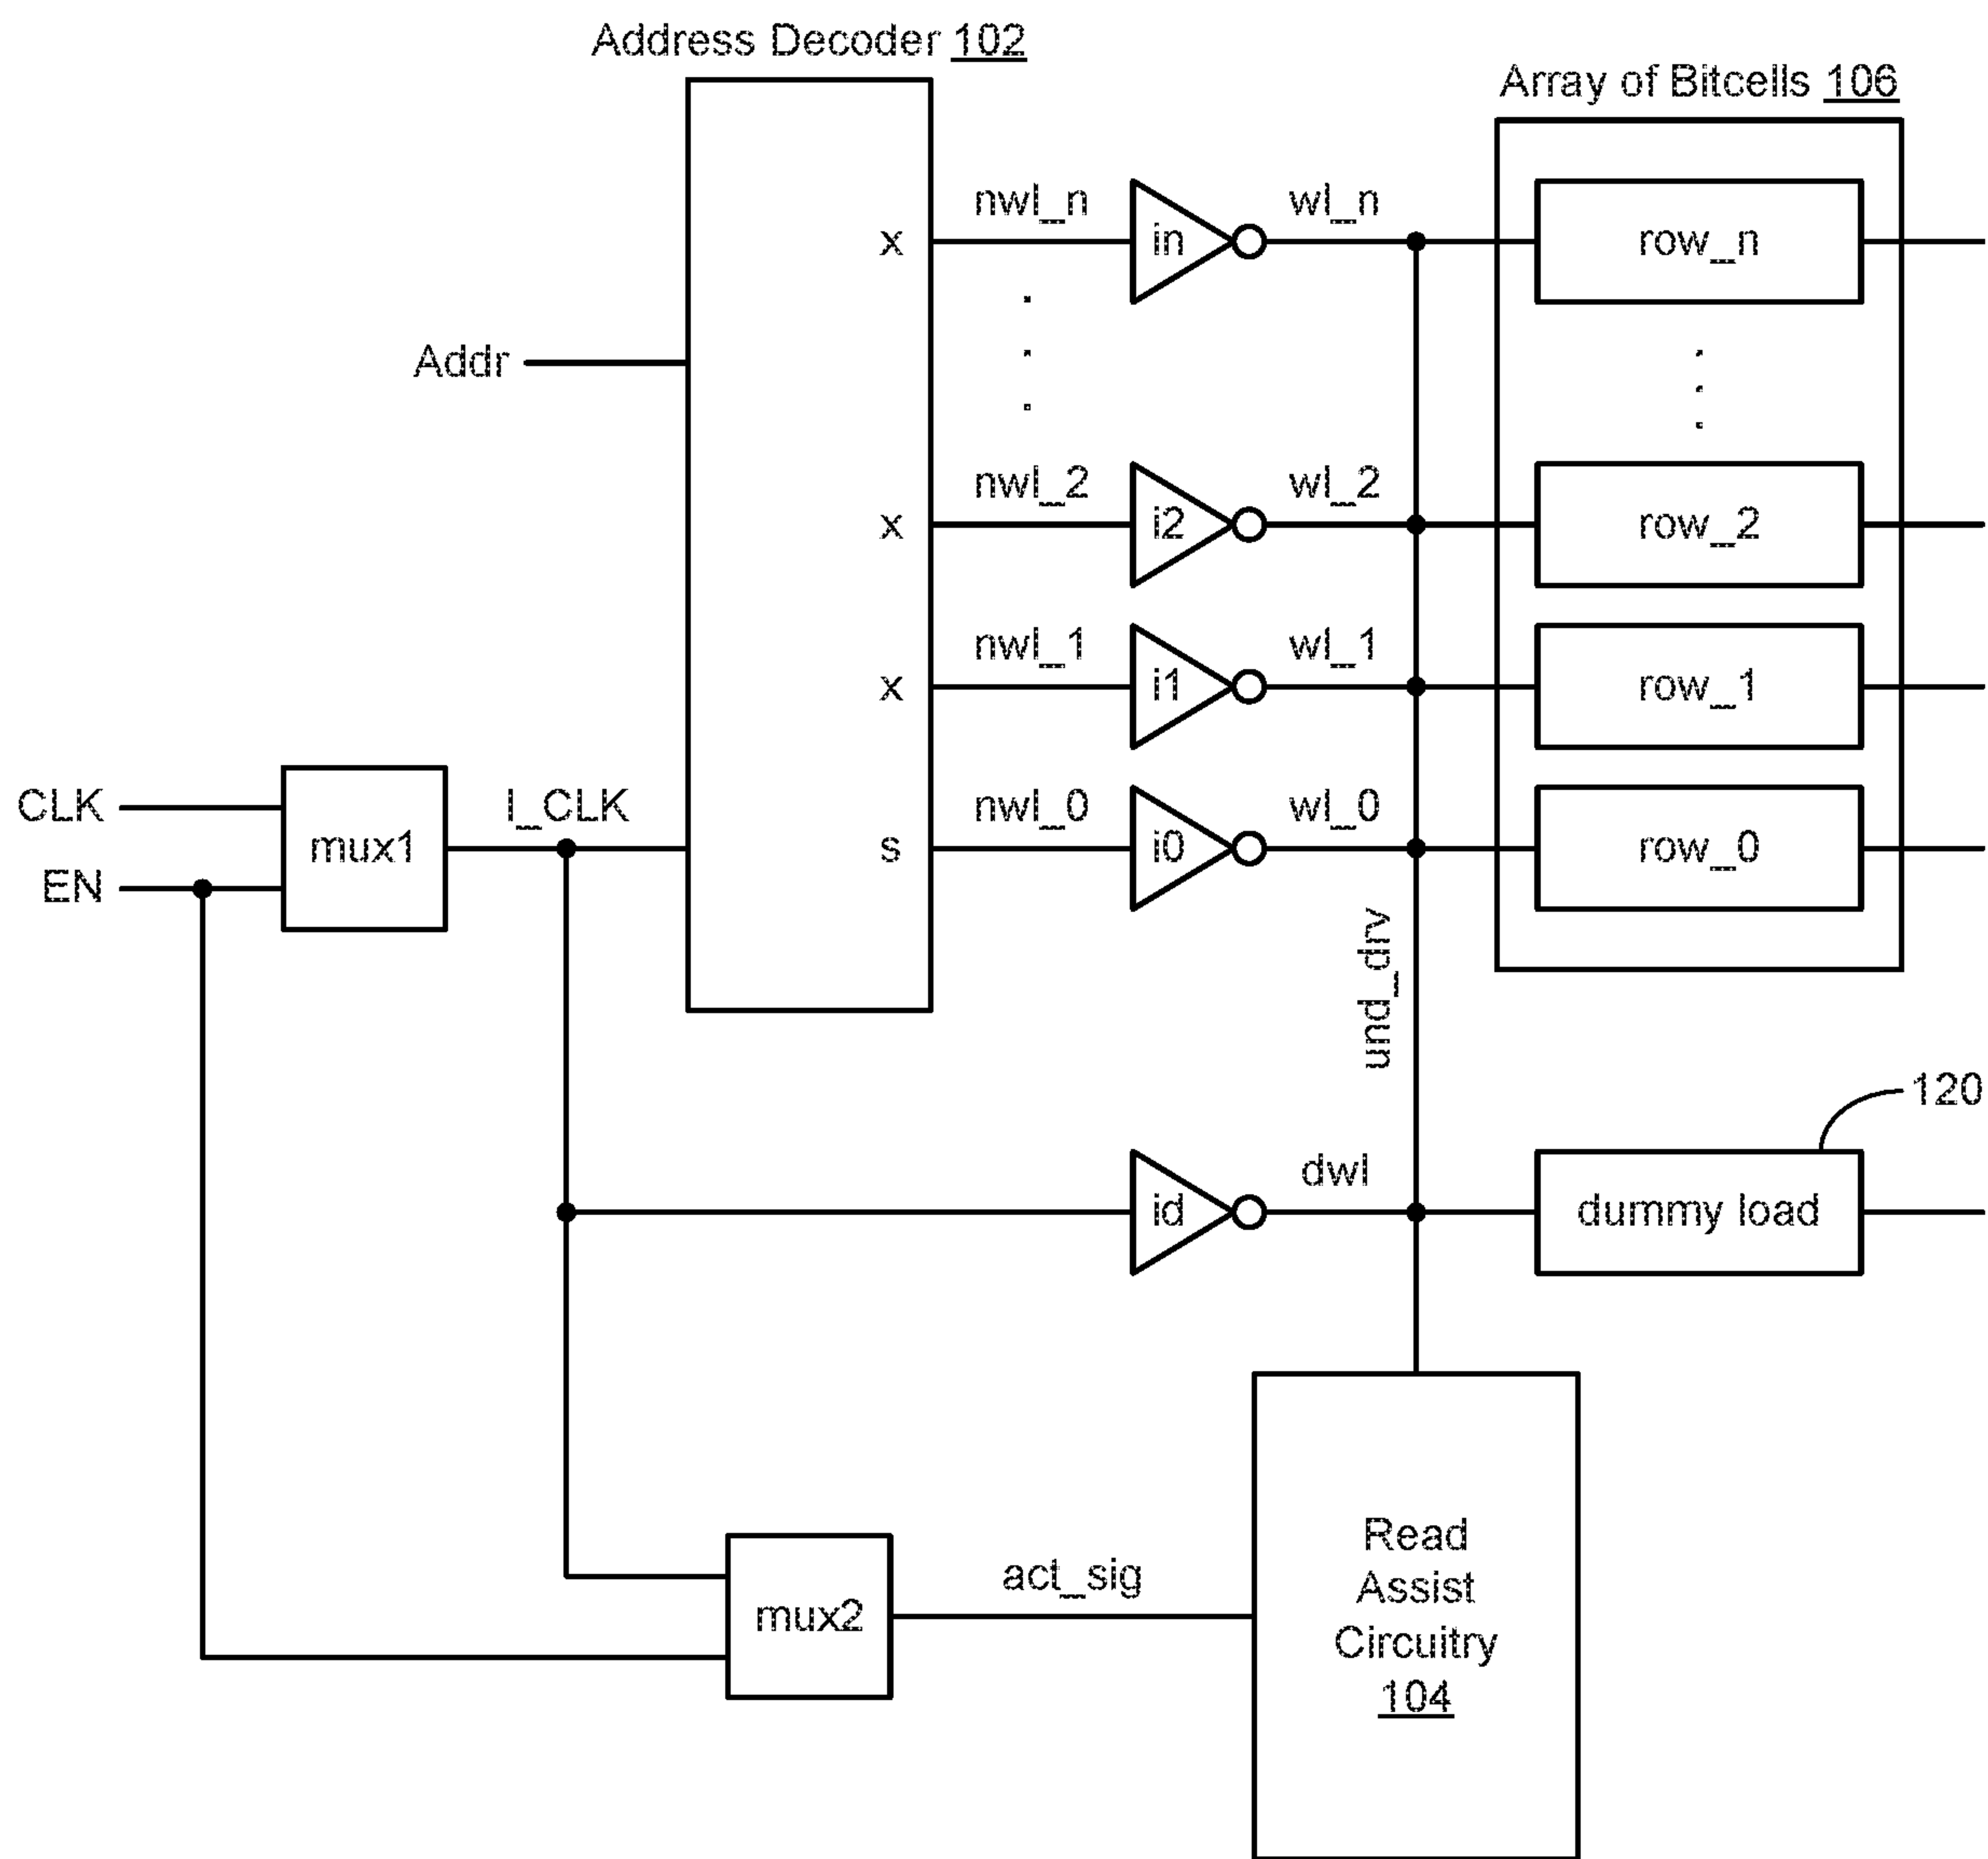 Address Decoder 102
Array of Bitcells 106
nwl_n
in
wl_n
row_n
x
Addr
nwl_2
i2
wl_2
row_2
x
nwl_1
i1
wl_1
row_1
x
CLK
EN
mux1
I_CLK
s
nwl_0
i0
wl_0
row_0
und_drv
120
id
dwl
dummy load
mux2
act_sig
Read
Assist
Circuitry
104